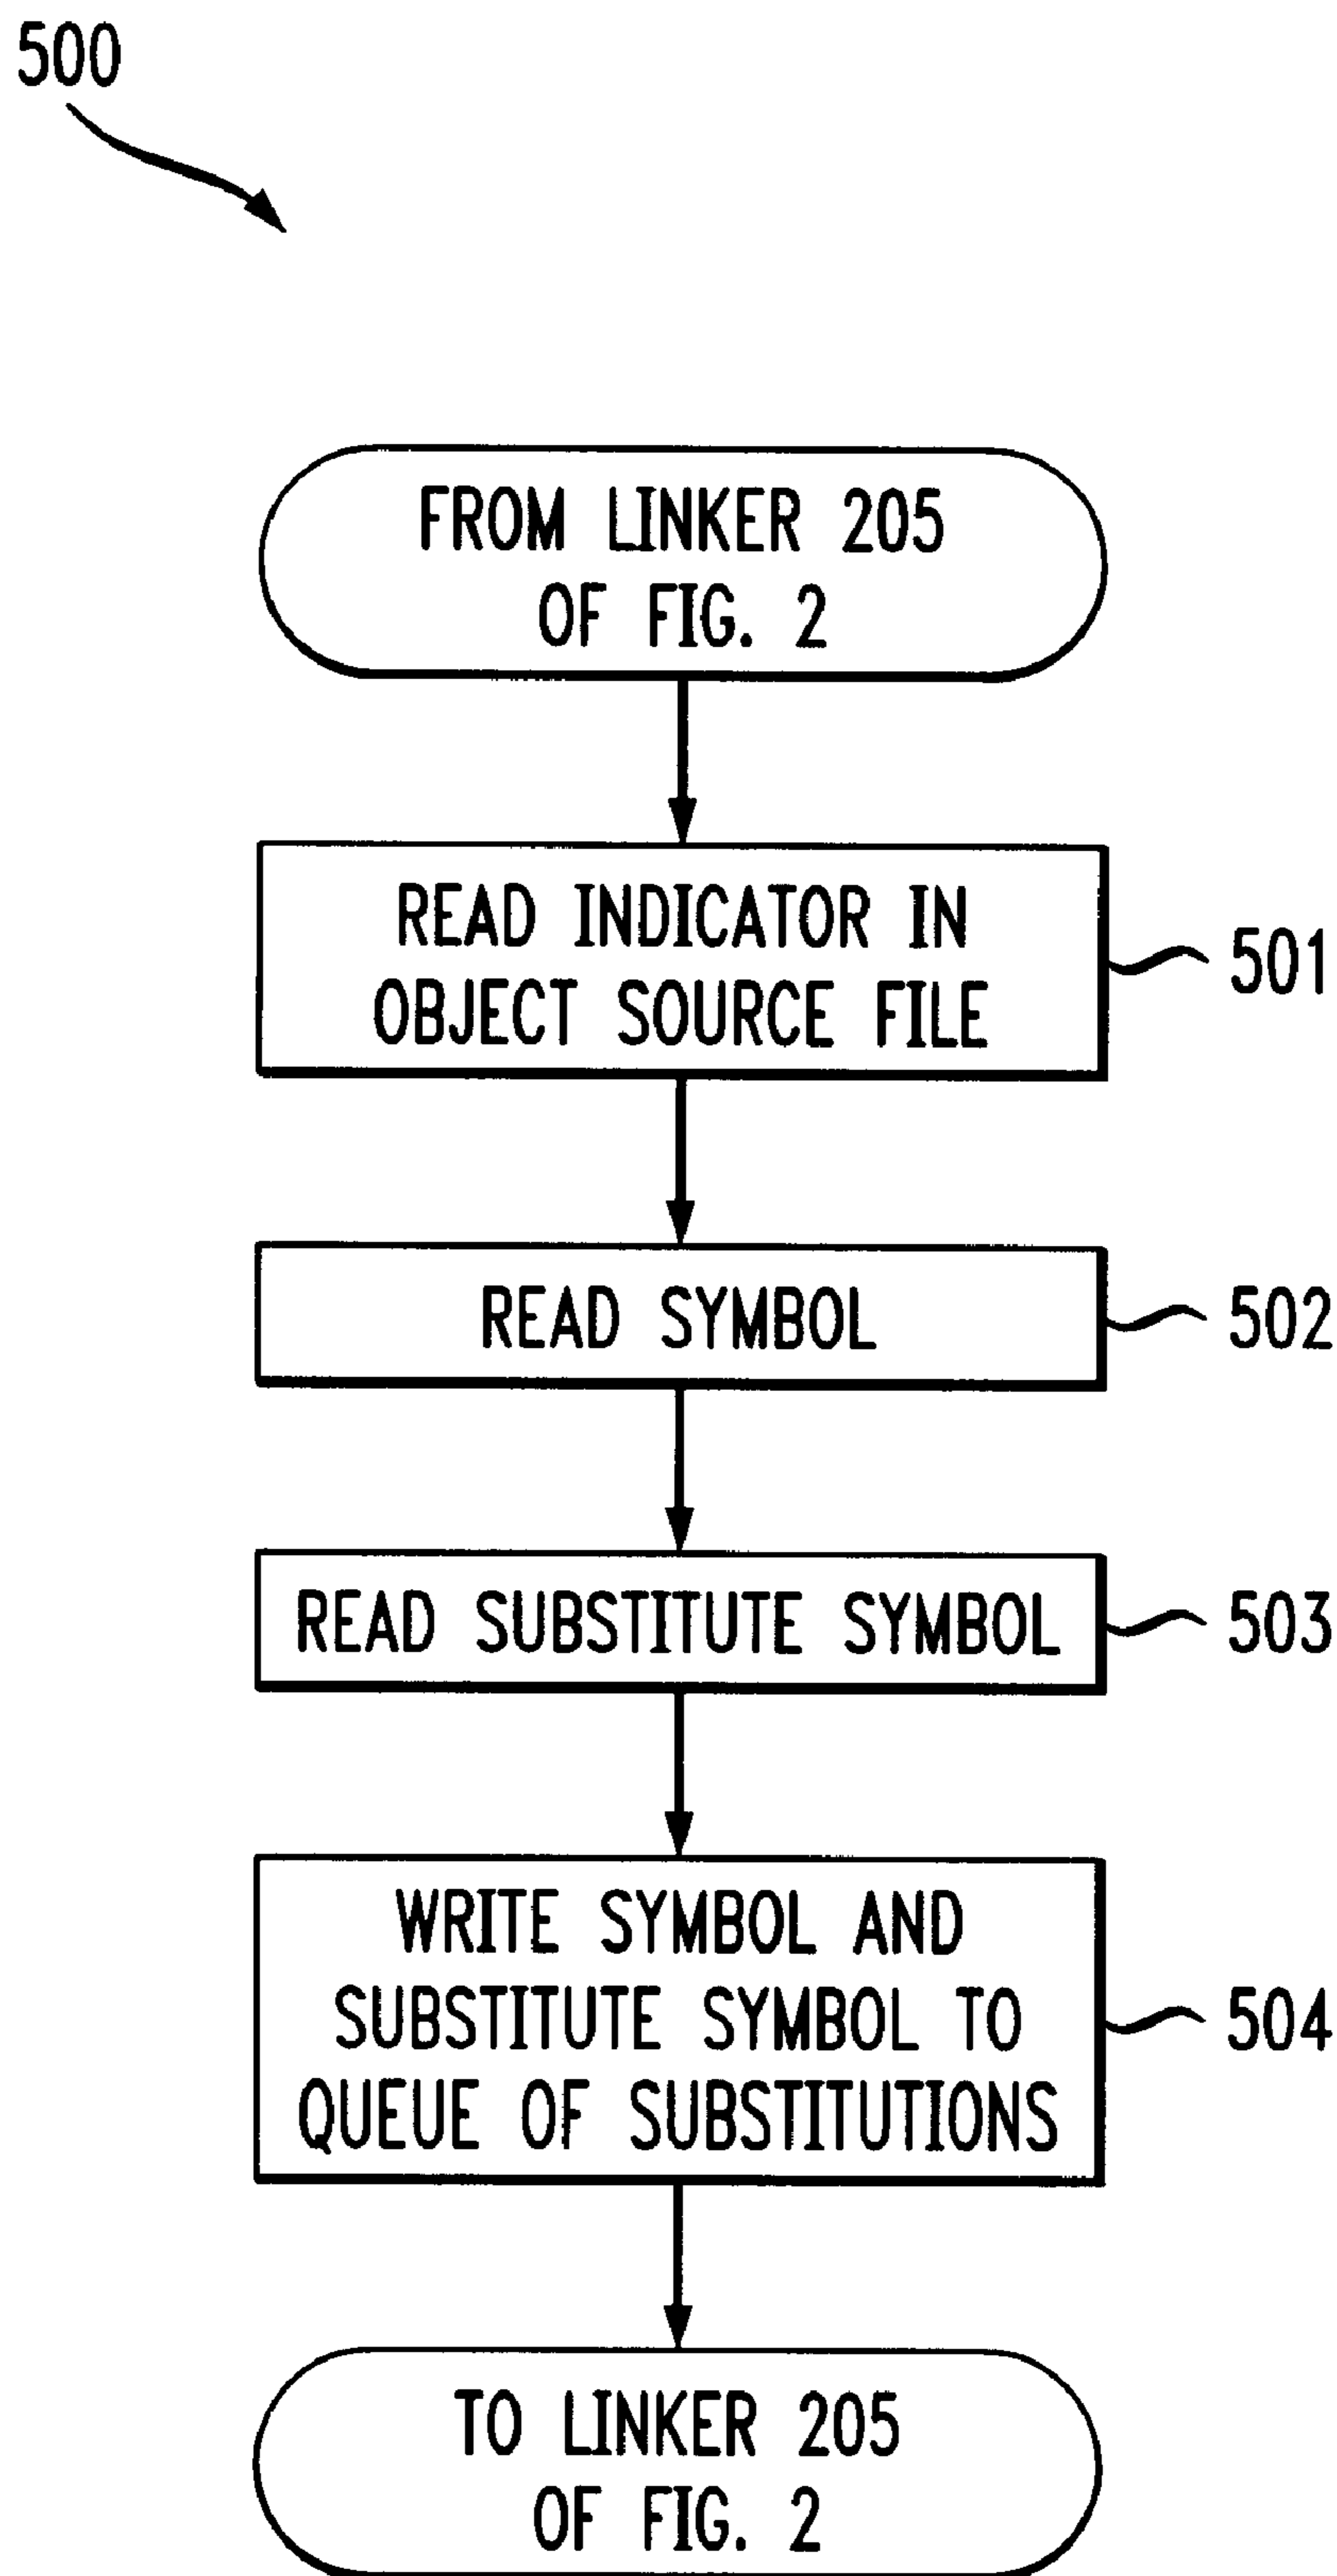 500
FROM LINKER 205
OF FIG. 2
READ INDICATOR IN
OBJECT SOURCE FILE
501
READ SYMBOL
502
READ SUBSTITUTE SYMBOL
503
WRITE SYMBOL AND
SUBSTITUTE SYMBOL TO
QUEUE OF SUBSTITUTIONS
504
TO LINKER 205
OF FIG. 2